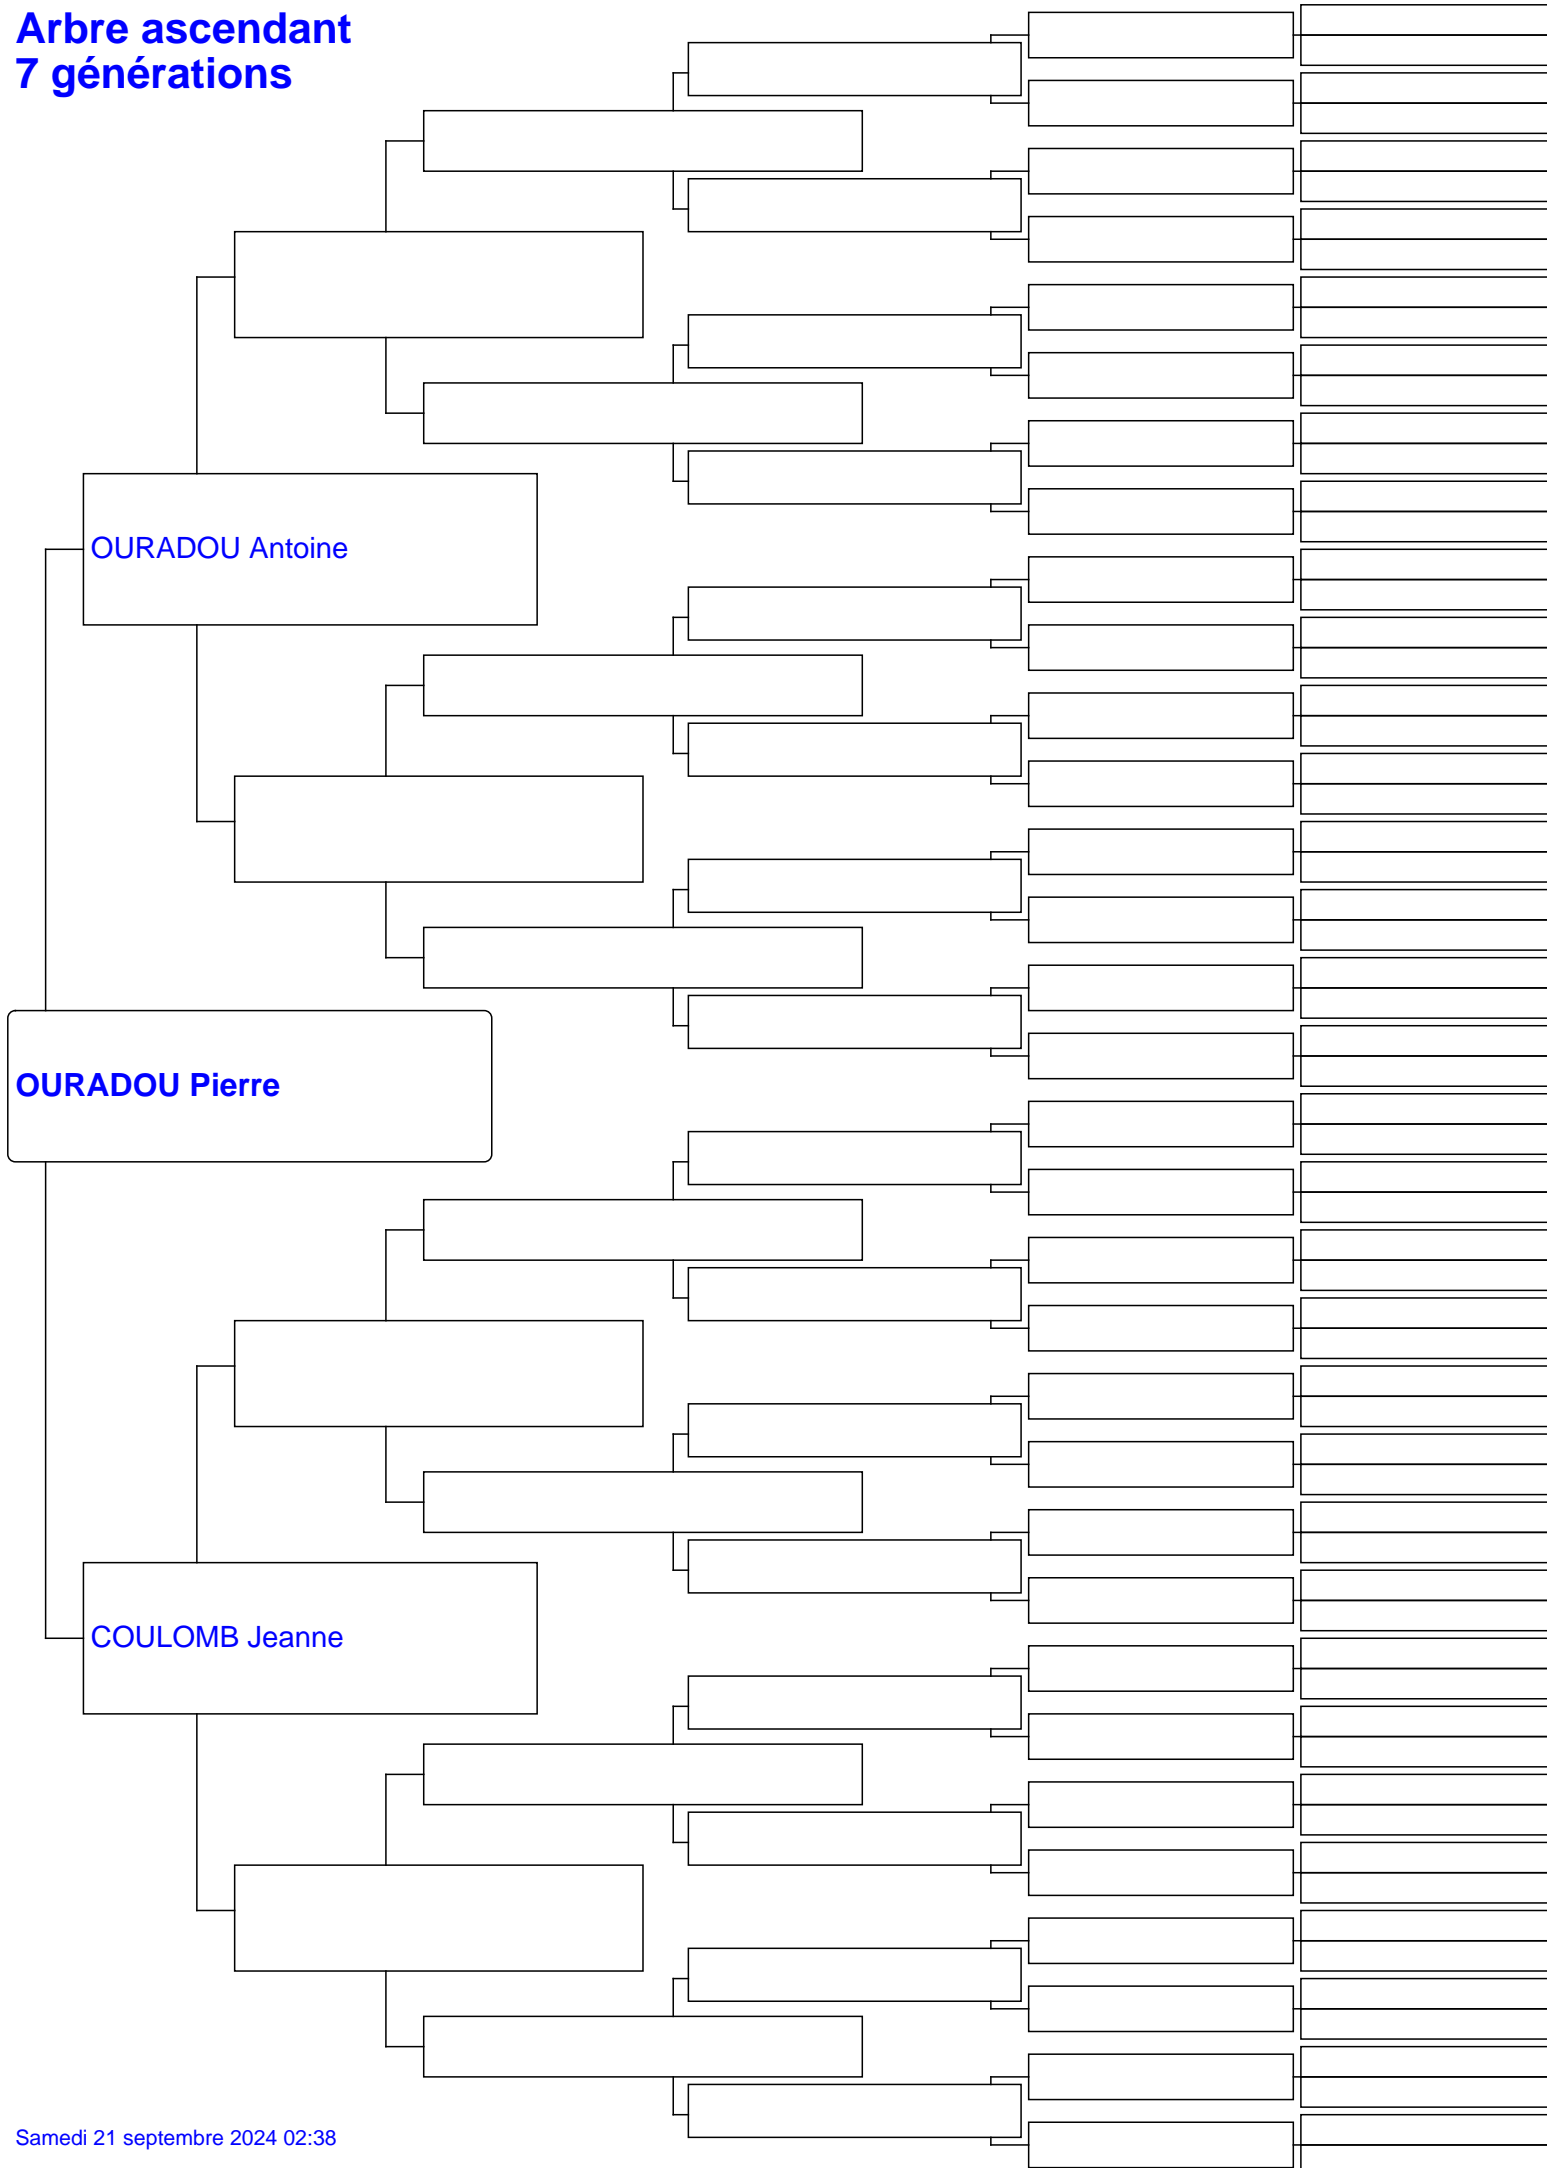 Arbre ascendant
7 générations
OURADOU Antoine
OURADOU Pierre
COULOMB Jeanne
Samedi 21 septembre 2024 02:38